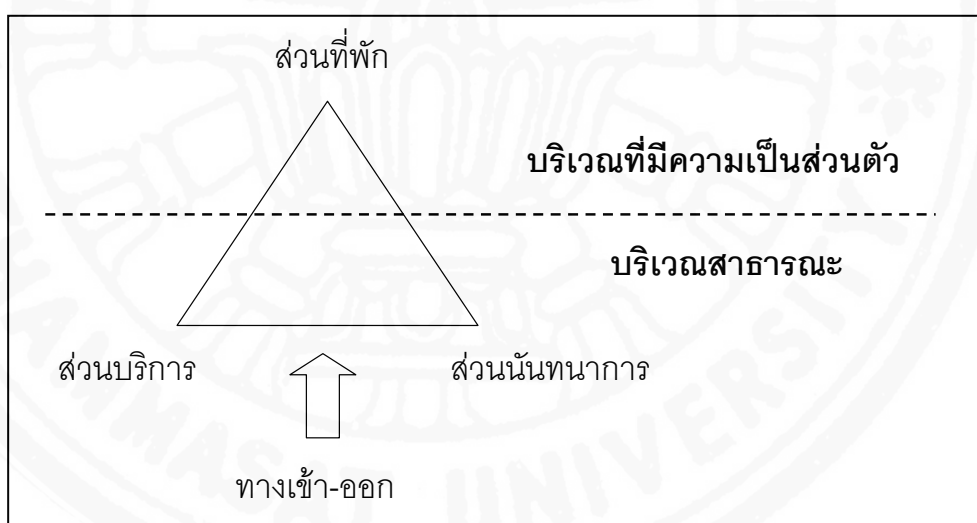 ส่วนที่พัก
บริเวณที่มีความเป็นส่วนตัว
บริเวณสาธารณะ
ส่วนบริการ
ส่วนนันทนาการ
ทางเข้า-ออก
THAMMASAT UNIVERSITY